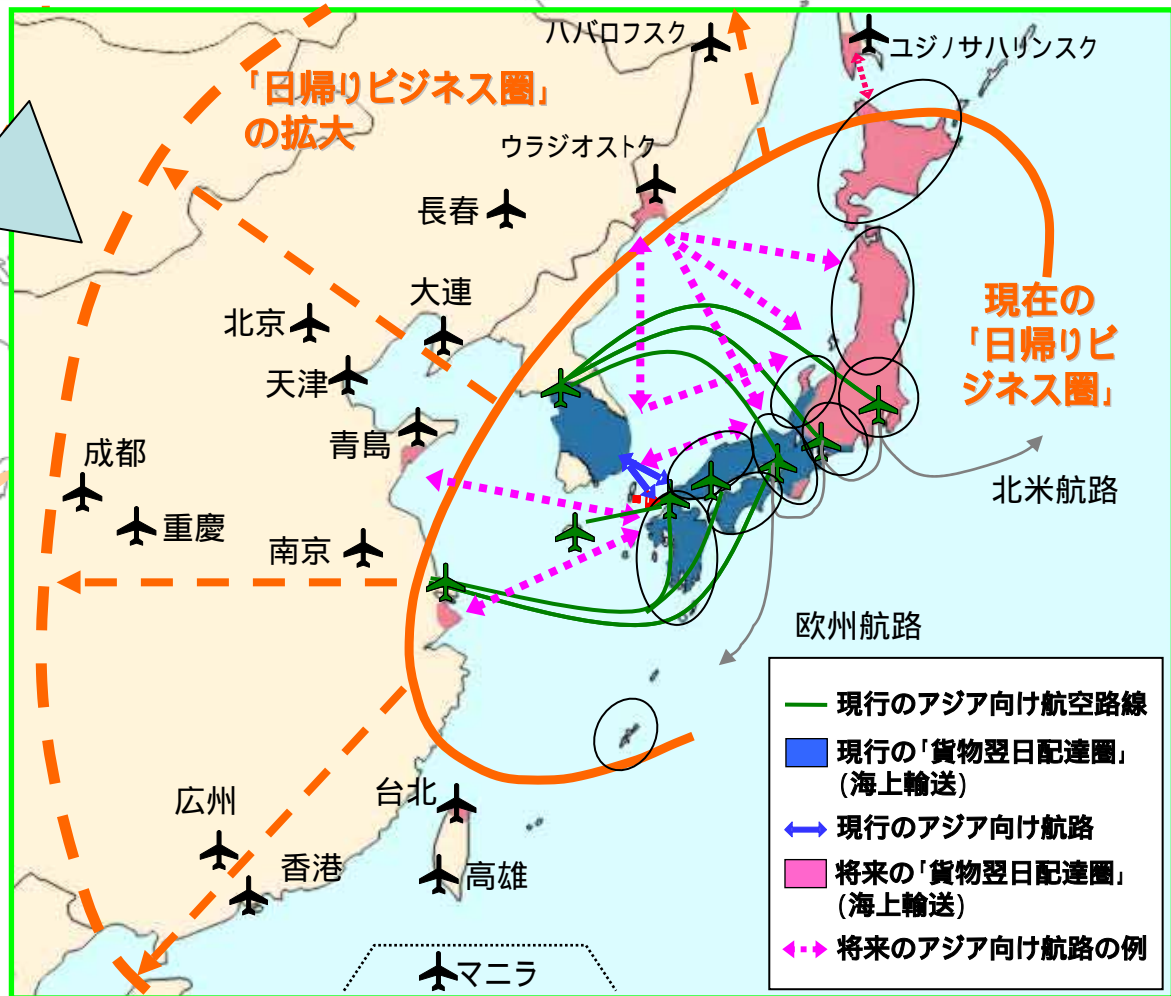 ハバロフスク
ユジノサハリンスク
「日帰りビジネス圏」
の拡大
ウラジオストク
長春
大連
北京
天津
現在の
「日帰りビ
ジネス圏」
青島
成都
重慶
南京
北米航路
欧州航路
台北
広州
香港
高雄
マニラ
現行のアジア向け航空路線
現行の「貨物翌日配達圏」
(海上輸送)
現行のアジア向け航路
将来の「貨物翌日配達圏」
(海上輸送)
将来のアジア向け航路の例